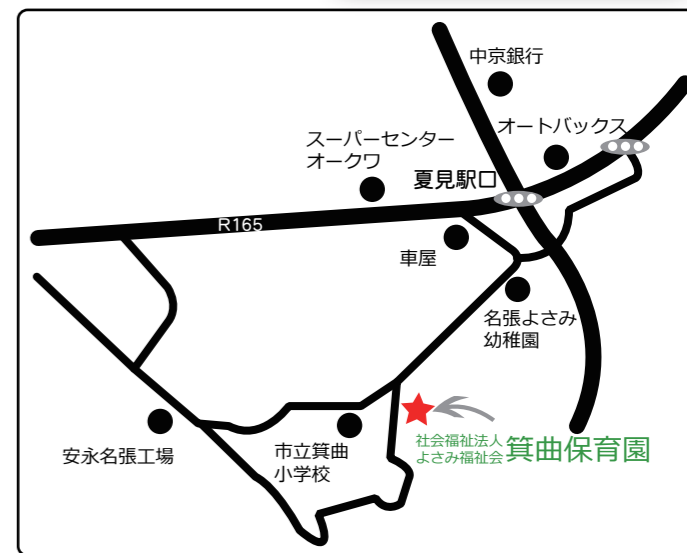 中京銀行
オートバックス
スーパーセンター
オークワ
夏見駅口
R165
車屋
名張よさみ
幼稚園
社会福祉法人
よさみ福祉会
箕曲保育園
市立箕曲
小学校
安永名張工場